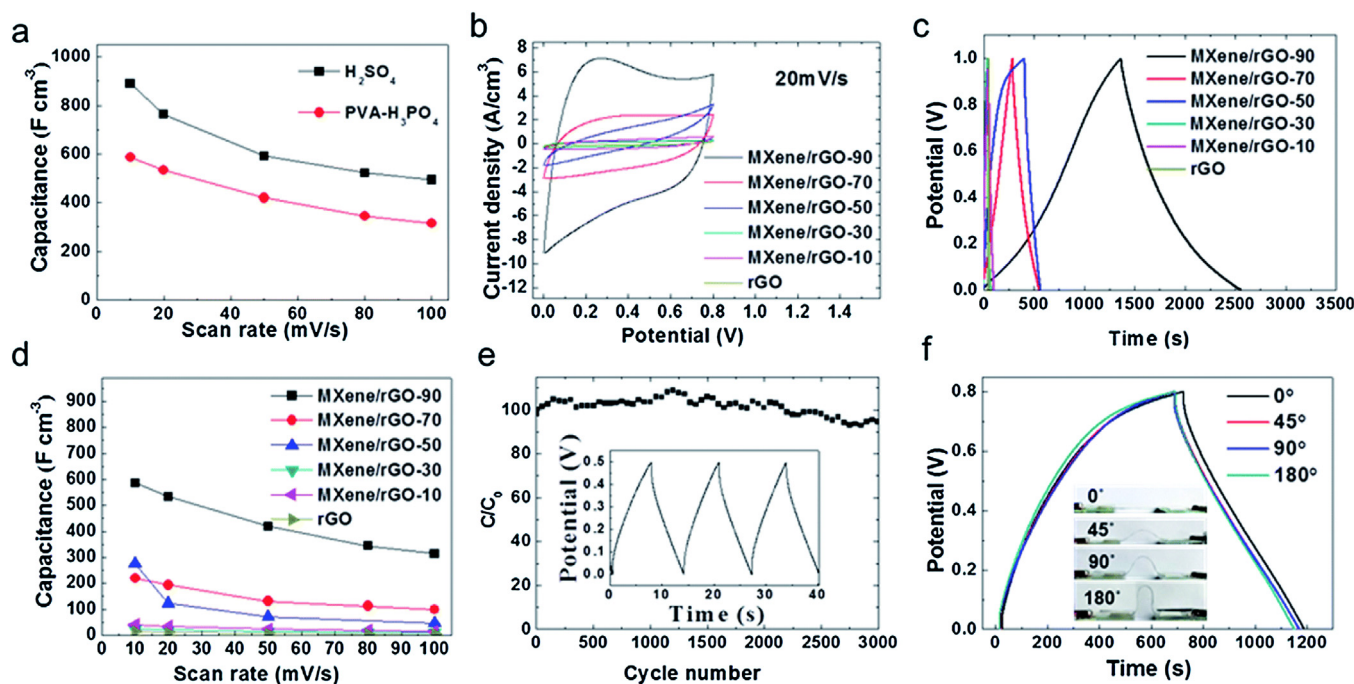 a
1000
800
600
400
200
0
Capacitance (F cm⁻³)
H₂SO₄
PVA-H₃PO₄
0 20 40 60 80 100
Scan rate (mV/s)
b
8
6
4
2
0
-2
-4
-6
-8
-10
-12
Current density (A/cm³)
20mV/s
MXene/rGO-90
MXene/rGO-70
MXene/rGO-50
MXene/rGO-30
MXene/rGO-10
rGO
0.0 0.2 0.4 0.6 0.8 1.0 1.2 1.4
Potential (V)
c
1.0
0.8
0.6
0.4
0.2
0.0
Potential (V)
MXene/rGO-90
MXene/rGO-70
MXene/rGO-50
MXene/rGO-30
MXene/rGO-10
rGO
0 500 1000 1500 2000 2500 3000 3500
Time (s)
d
900
800
700
600
500
400
300
200
100
0
Capacitance (F cm⁻³)
MXene/rGO-90
MXene/rGO-70
MXene/rGO-50
MXene/rGO-30
MXene/rGO-10
rGO
0 10 20 30 40 50 60 70 80 90 100
Scan rate (mV/s)
e
100
80
60
40
20
0
C/C₀
0.5
0.4
0.3
0.2
0.1
0.0
Potential (V)
0 10 20 30 40
Time (s)
0 500 1000 1500 2000 2500 3000
Cycle number
f
0.8
0.6
0.4
0.2
0.0
Potential (V)
0°
45°
90°
180°
0°
45°
90°
180°
0 200 400 600 800 1000 1200
Time (s)